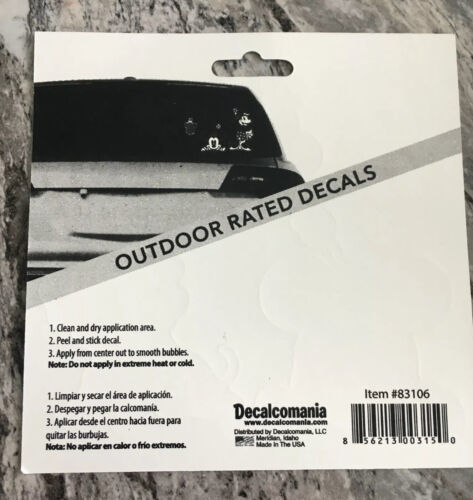 OUTDOOR RATED DECALS
1. Clean and dry application area.
2. Peel and stick decal.
3. Apply from center out to smooth bubbles.
Note: Do not apply in extreme heat or cold.
1. Limpiar y secar el área de aplicación.
2. Despegar y pegar la calcomanía.
3. Aplicar desde el centro hacia fuera para
quitar las burbujas.
Nota: No aplicar en calor o frío extremos.
Decalcomania
www.decalcomania.com
Distributed by Decalcomania, LLC
Meridian, Idaho
Made In The USA
Item #83106
8 56213 00315 0